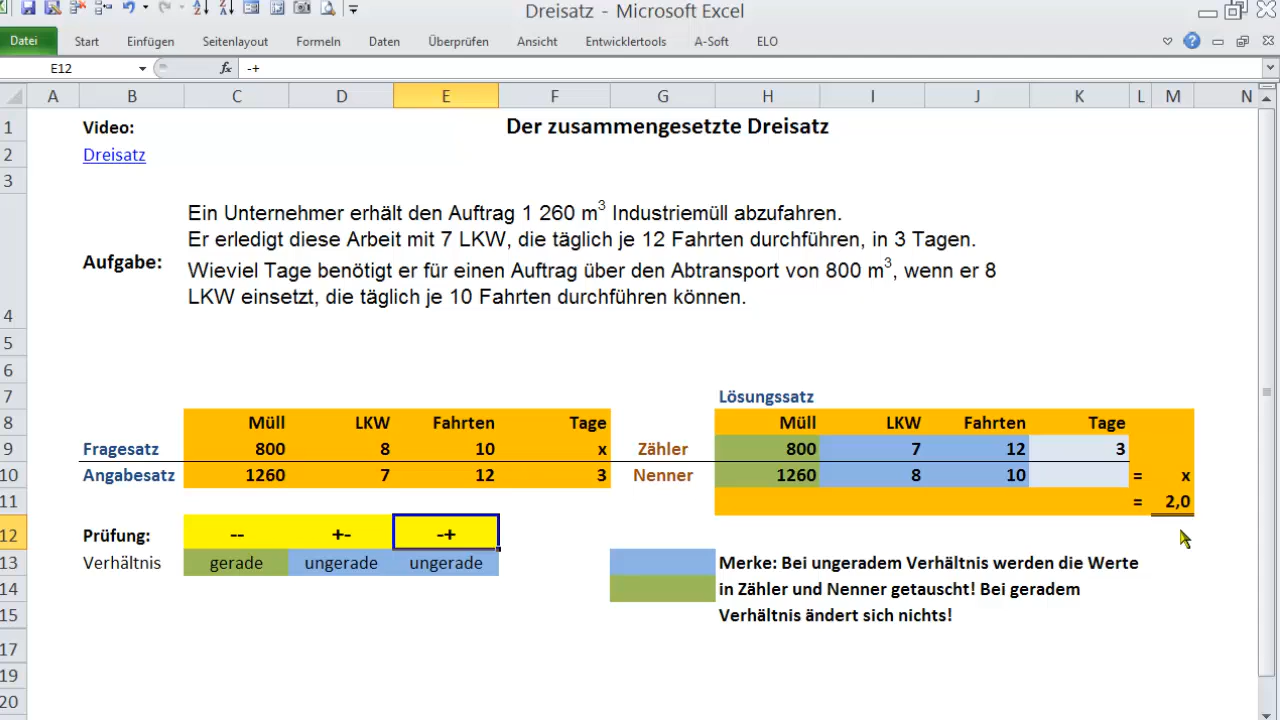 Dreisatz - Microsoft Excel
Datei Start Einfügen Seitenlayout Formeln Daten Überprüfen Ansicht Entwicklertools A-Soft ELO
E12 fx -+
A B C D E F G H I J K L M N
1 Video: Der zusammengesetzte Dreisatz
2 Dreisatz
3
Ein Unternehmer erhält den Auftrag 1 260 m³ Industriemüll abzufahren.
Er erledigt diese Arbeit mit 7 LKW, die täglich je 12 Fahrten durchführen, in 3 Tagen.
Aufgabe:
Wieviel Tage benötigt er für einen Auftrag über den Abtransport von 800 m³, wenn er 8
LKW einsetzt, die täglich je 10 Fahrten durchführen können.
4
5
6
7 Lösungssatz
8 Müll LKW Fahrten Tage Müll LKW Fahrten Tage
9 Fragesatz 800 8 10 x Zähler 800 7 12 3
10 Angabesatz 1260 7 12 3 Nenner 1260 8 10 = x
11 = 2,0
12 Prüfung: -- +- -+
13 Verhältnis gerade ungerade ungerade Merke: Bei ungeradem Verhältnis werden die Werte
14 in Zähler und Nenner getauscht! Bei geradem
15 Verhältnis ändert sich nichts!
17
19
20